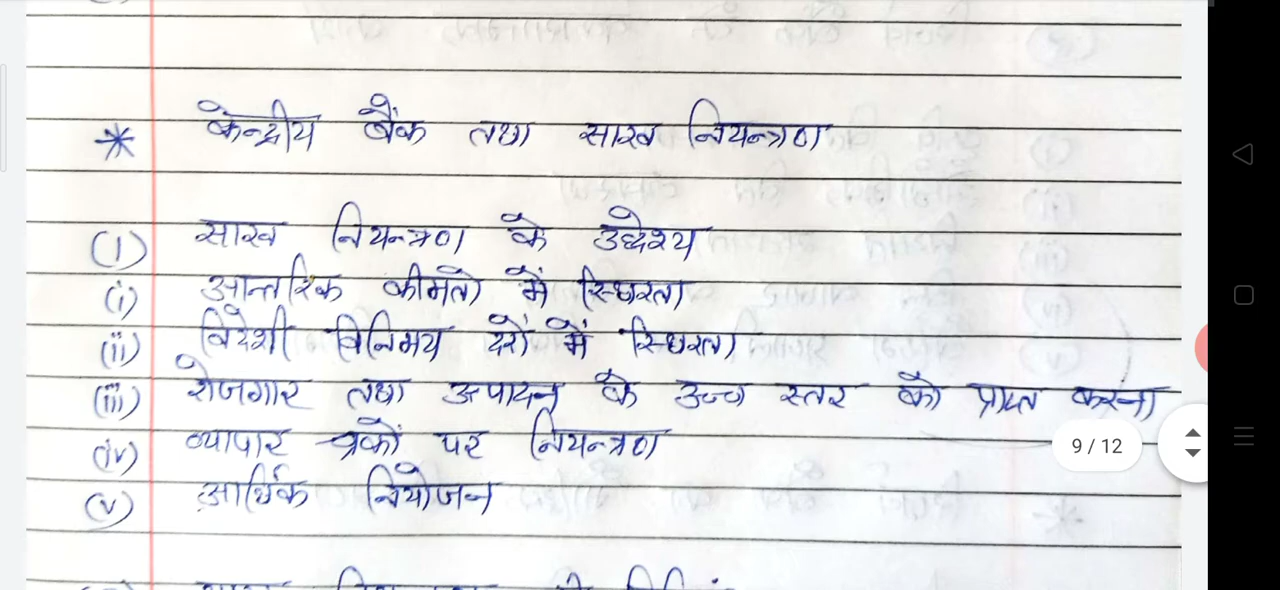 * केन्द्रीय बैंक तथा साख नियन्त्रण
(1) साख नियन्त्रण के उद्देश्य
(i) आन्तरिक कीमतों में स्थिरता
(ii) विदेशी विनिमय दरों में स्थिरता
(iii) रोजगार तथा उत्पादन के उच्च स्तर को प्राप्त करना
(iv) व्यापार चक्रों पर नियन्त्रण
9 / 12
(v) आर्थिक नियोजन